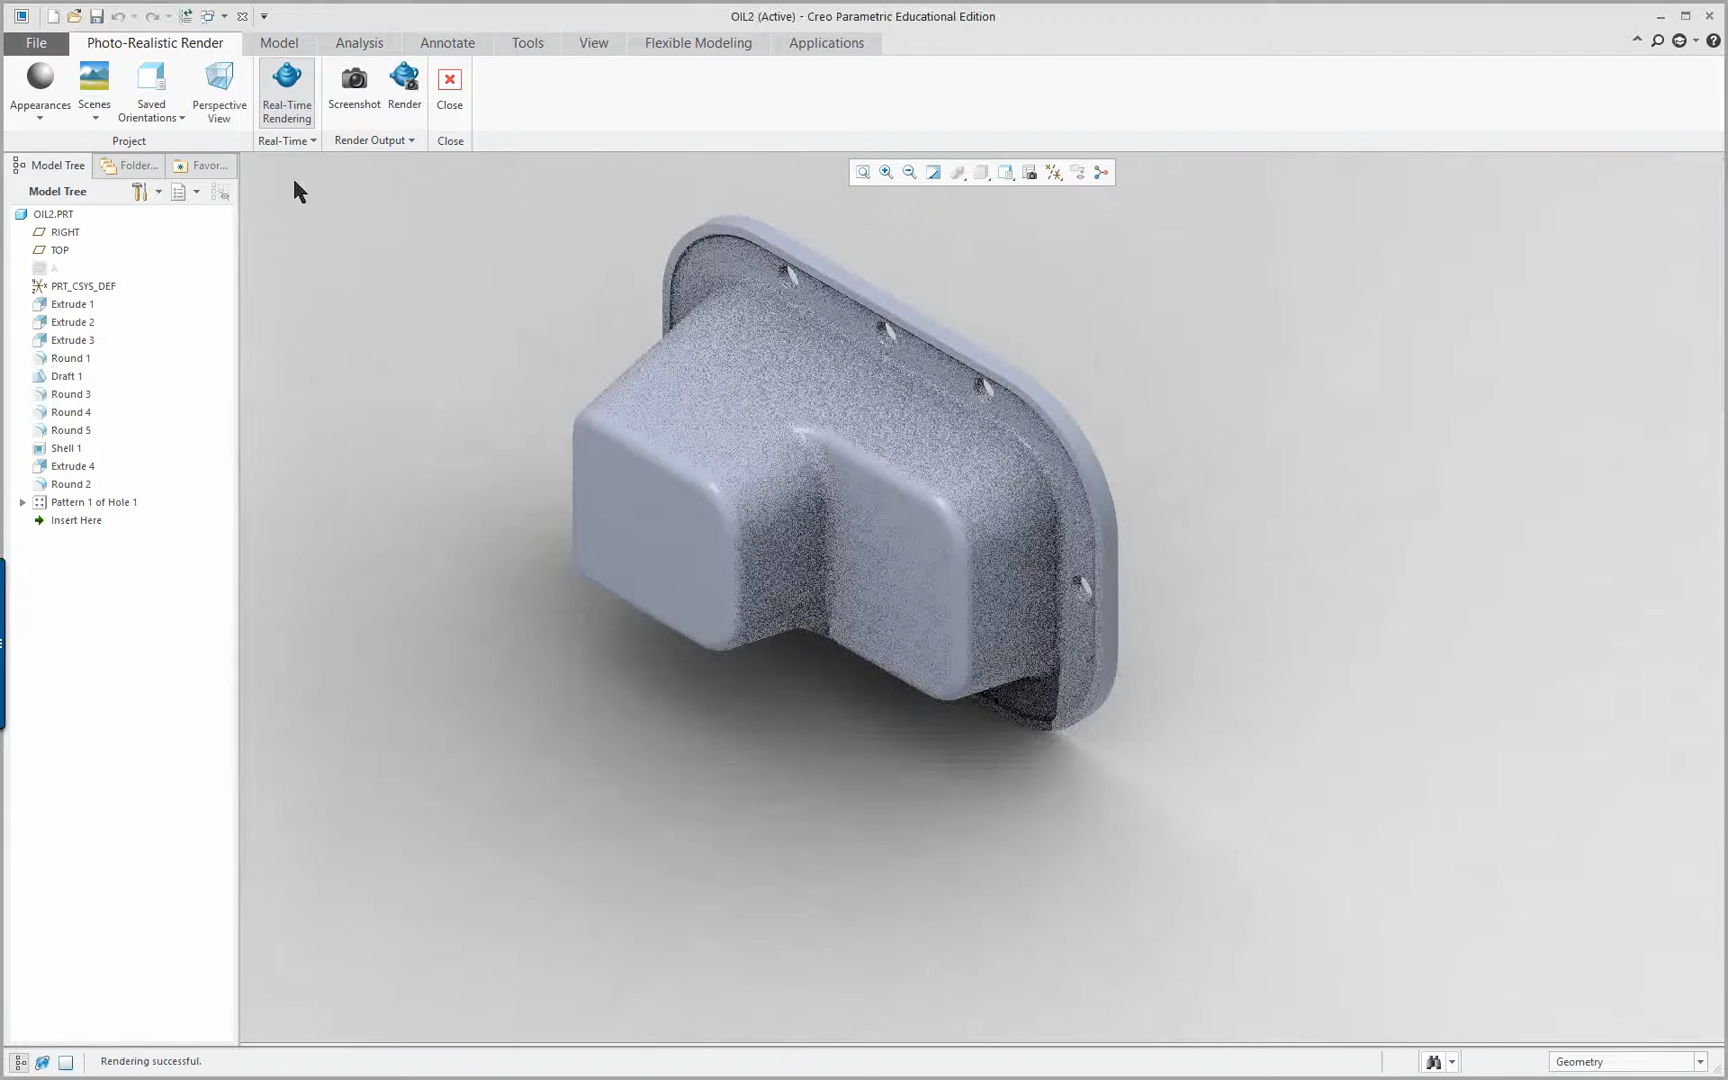 OIL2 (Active) - Creo Parametric Educational Edition
File Photo-Realistic Render Model Analysis Annotate Tools View Flexible Modeling Applications
Appearances Scenes Saved Orientations Perspective View Real-Time Rendering Screenshot Render Close
Project Real-Time Render Output Close
Model Tree Folder... Favor...
Model Tree
OIL2.PRT
RIGHT
TOP
A
PRT_CSYS_DEF
Extrude 1
Extrude 2
Extrude 3
Round 1
Draft 1
Round 3
Round 4
Round 5
Shell 1
Extrude 4
Round 2
Pattern 1 of Hole 1
Insert Here
Rendering successful. Geometry